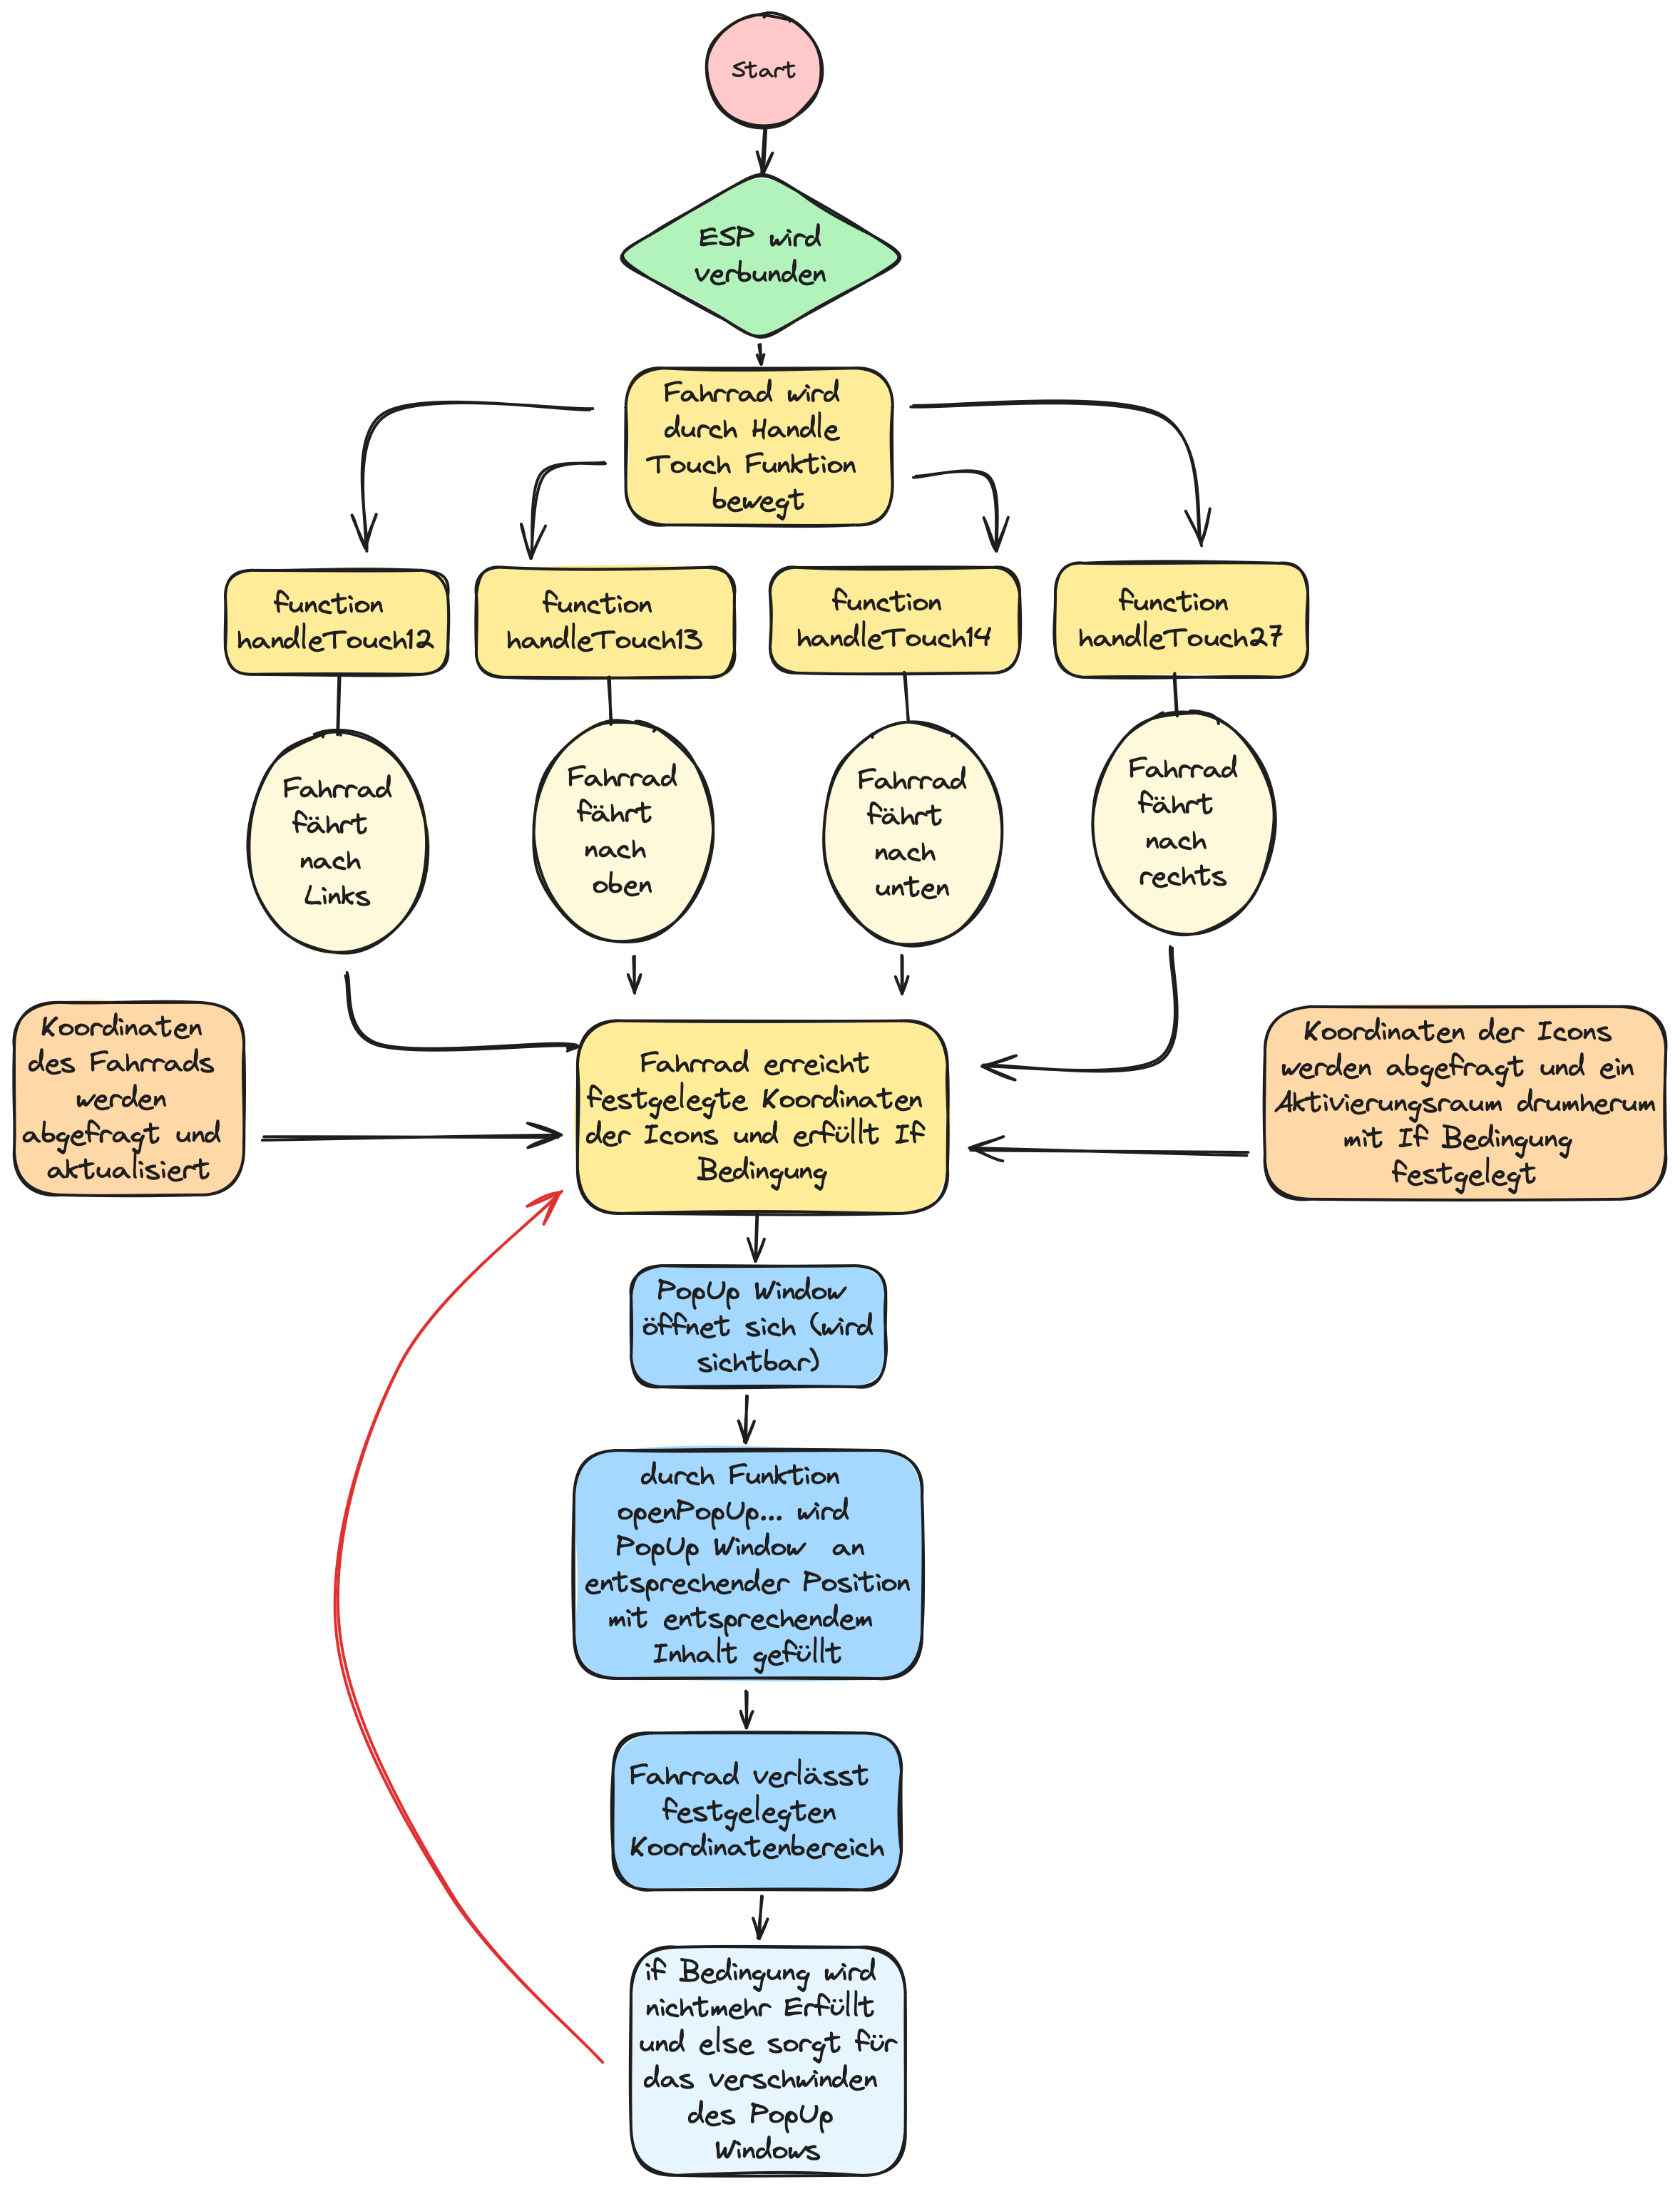 Start
ESP wird
verbunden
Fahrrad wird
durch Handle
Touch Funktion
bewegt
function
handleTouch12
function
handleTouch13
function
handleTouch14
function
handleTouch27
Fahrrad
fährt
nach
Links
Fahrrad
fährt
nach
oben
Fahrrad
fährt
nach
unten
Fahrrad
fährt
nach
rechts
Koordinaten
des Fahrrads
werden
abgefragt und
aktualisiert
Fahrrad erreicht
festgelegte Koordinaten
der Icons und erfüllt If
Bedingung
Koordinaten der Icons
werden abgefragt und ein
Aktivierungsraum drumherum
mit If Bedingung
festgelegt
PopUp Window
öffnet sich (wird
sichtbar)
durch Funktion
openPopUp... wird
PopUp Window an
entsprechender Position
mit entsprechendem
Inhalt gefüllt
Fahrrad verlässt
festgelegten
Koordinatenbereich
if Bedingung wird
nichtmehr Erfüllt
und else sorgt für
das verschwinden
des PopUp
Windows